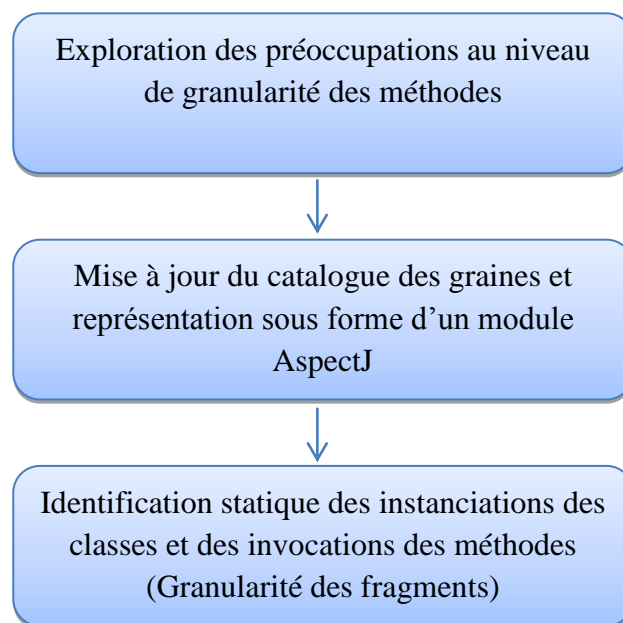 Exploration des préoccupations au niveau
de granularité des méthodes
Mise à jour du catalogue des graines et
représentation sous forme d’un module
AspectJ
Identification statique des instanciations des
classes et des invocations des méthodes
(Granularité des fragments)